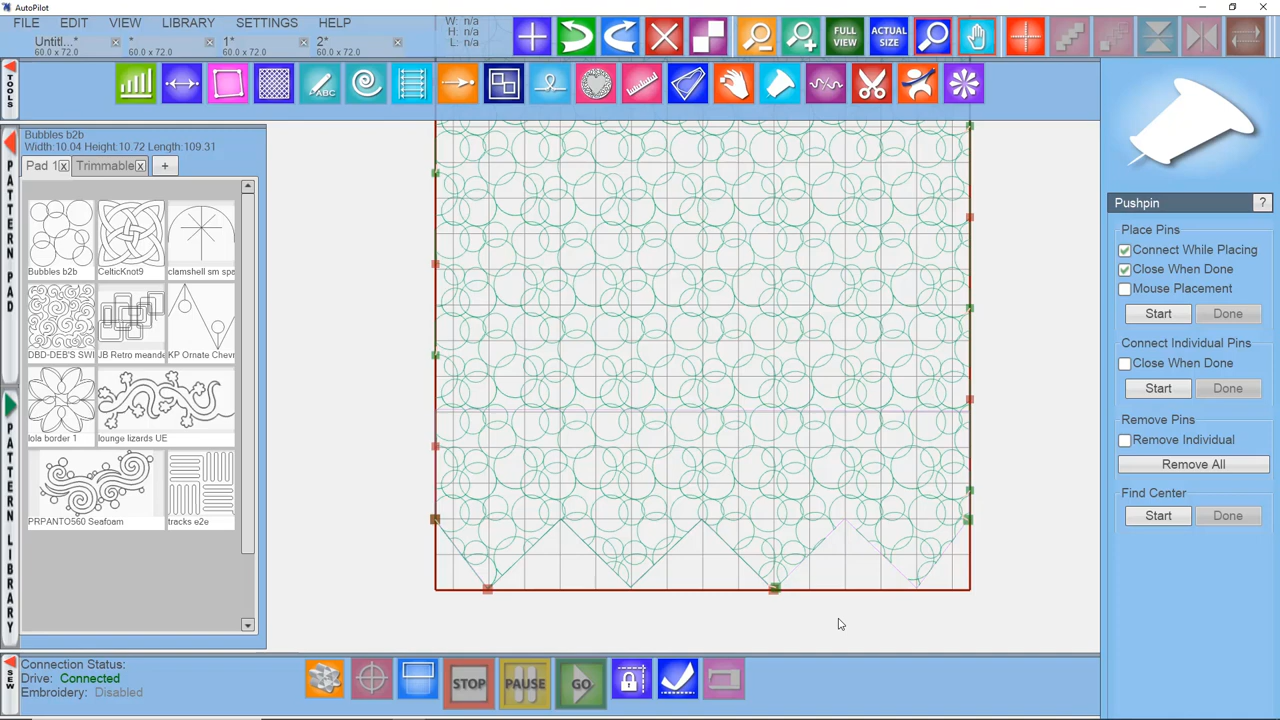 AutoPilot
FILE EDIT VIEW LIBRARY SETTINGS HELP
W: n/a
H: n/a
L: n/a
FULL VIEW
ACTUAL SIZE
Untitl...*
60.0 x 72.0
*
60.0 x 72.0
1*
60.0 x 72.0
2*
60.0 x 72.0
TOOLS
ABC
Bubbles b2b
Width:10.04 Height:10.72 Length:109.31
Pad 1 x Trimmable x +
PATTERN PAD
Bubbles b2b
CelticKnot9
clamshell sm spa
DBD-DEB'S SWI
JB Retro meande
KP Ornate Chevr
lola border 1
lounge lizards UE
PRPANTO560 Seafoam
tracks e2e
PATTERN LIBRARY
Pushpin ?
Place Pins
Connect While Placing
Close When Done
Mouse Placement
Start Done
Connect Individual Pins
Close When Done
Start Done
Remove Pins
Remove Individual
Remove All
Find Center
Start Done
SEW
Connection Status:
Drive: Connected
Embroidery: Disabled
STOP
PAUSE
GO